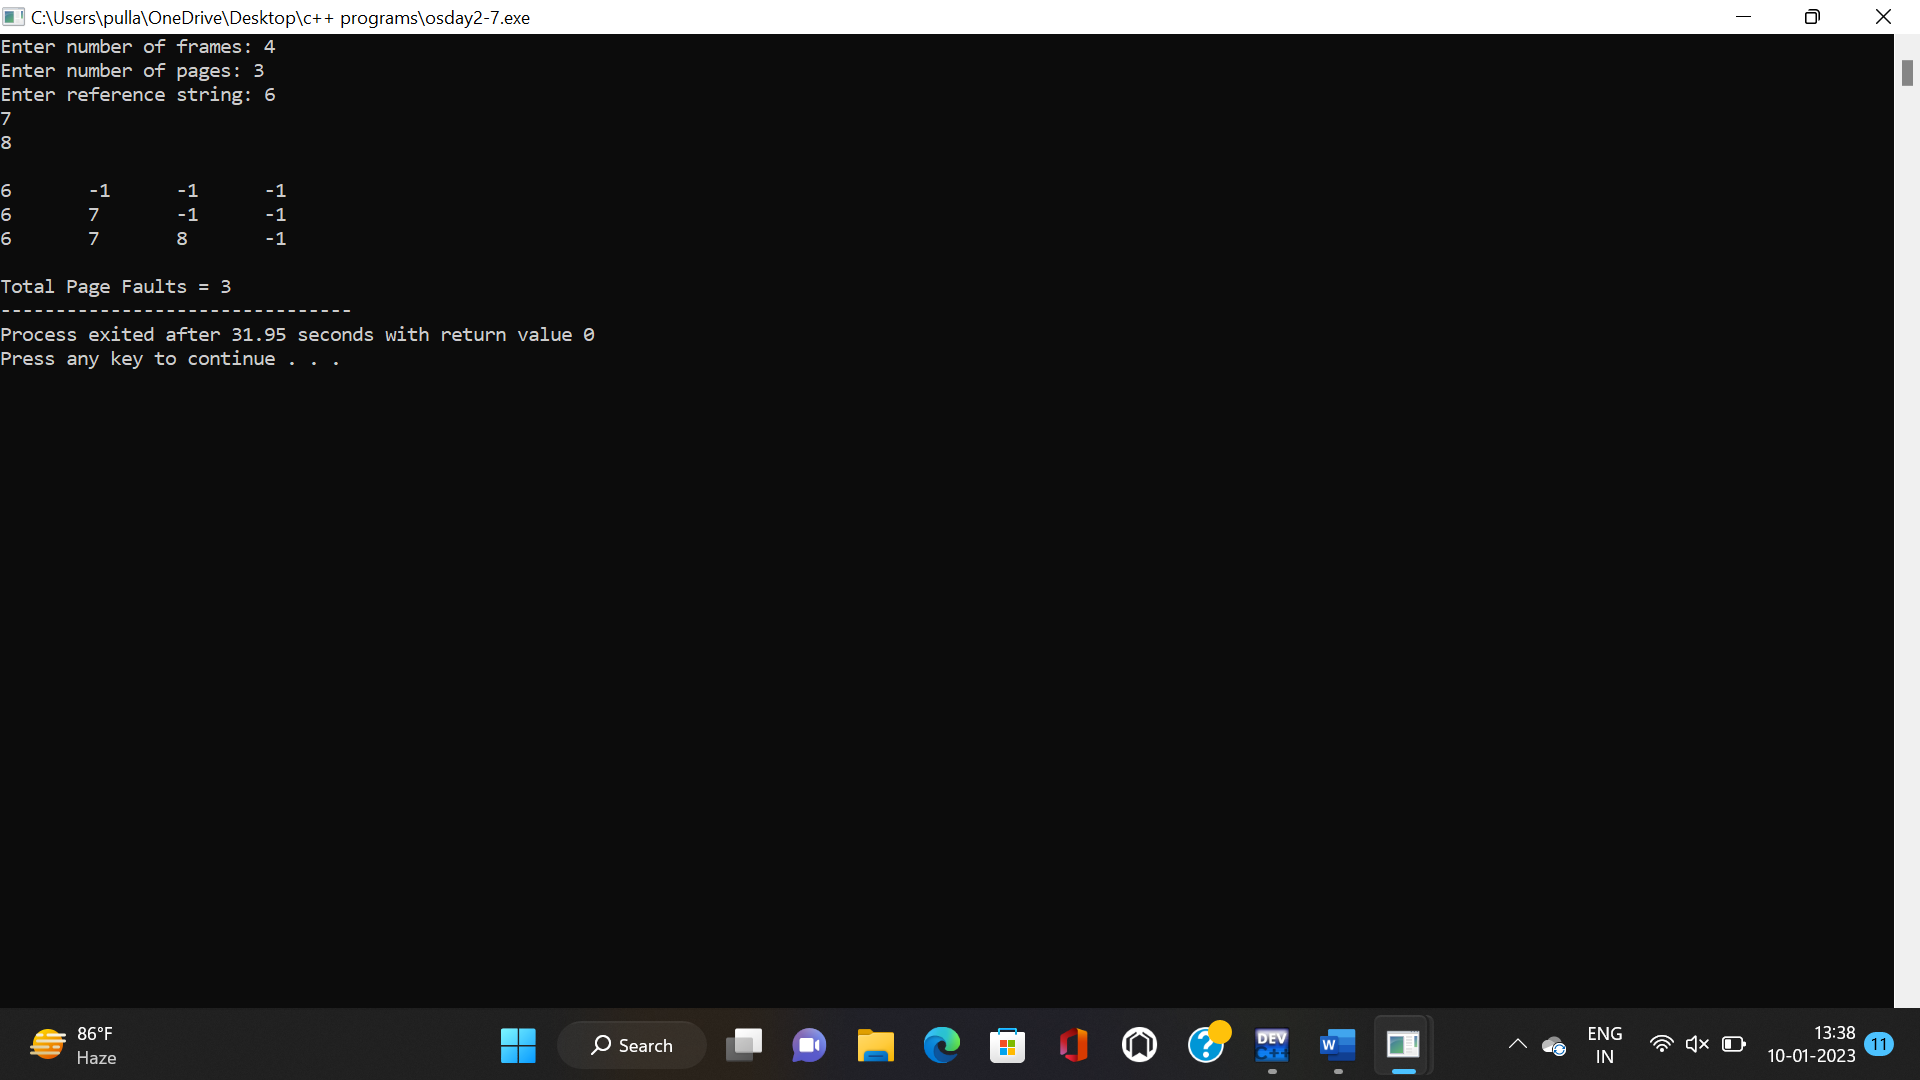 C:\Users\pulla\OneDrive\Desktop\c++ programs\osday2-7.exe
Enter number of frames: 4
Enter number of pages: 3
Enter reference string: 6
7
8
6 -1 -1 -1
6 7 -1 -1
6 7 8 -1
Total Page Faults = 3
--------------------------------
Process exited after 31.95 seconds with return value 0
Press any key to continue . . .
86°F
Haze
Search
DEV
C++
W
ENG
IN
13:38
10-01-2023
11